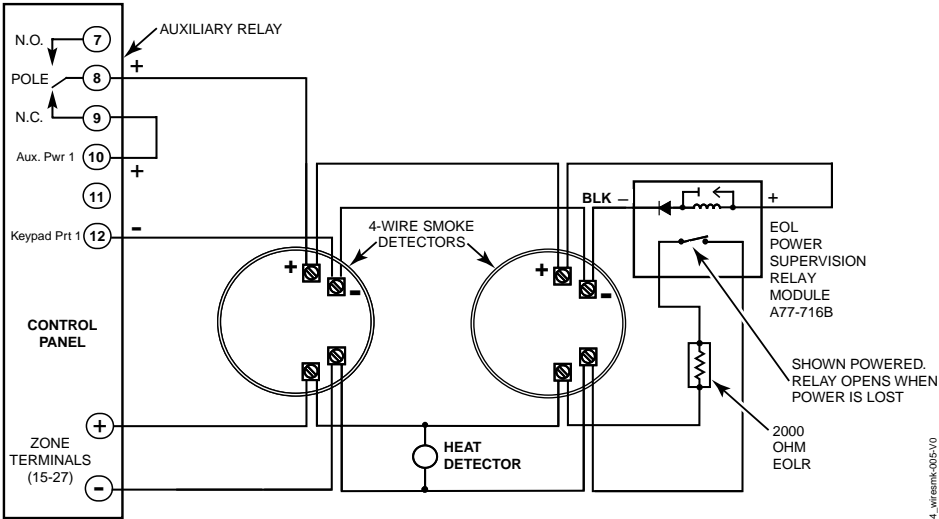 N.O.
7
AUXILIARY RELAY
+
POLE
8
N.C.
9
Aux. Pwr 1
10
+
11
Keypad Prt 1
12
-
4-WIRE SMOKE
DETECTORS
+
-
+
-
BLK –
+
EOL
POWER
SUPERVISION
RELAY
MODULE
A77-716B
CONTROL
PANEL
SHOWN POWERED.
RELAY OPENS WHEN
POWER IS LOST
+
ZONE
TERMINALS
(15-27)
-
HEAT
DETECTOR
2000
OHM
EOLR
4_wiresmk-005-V0